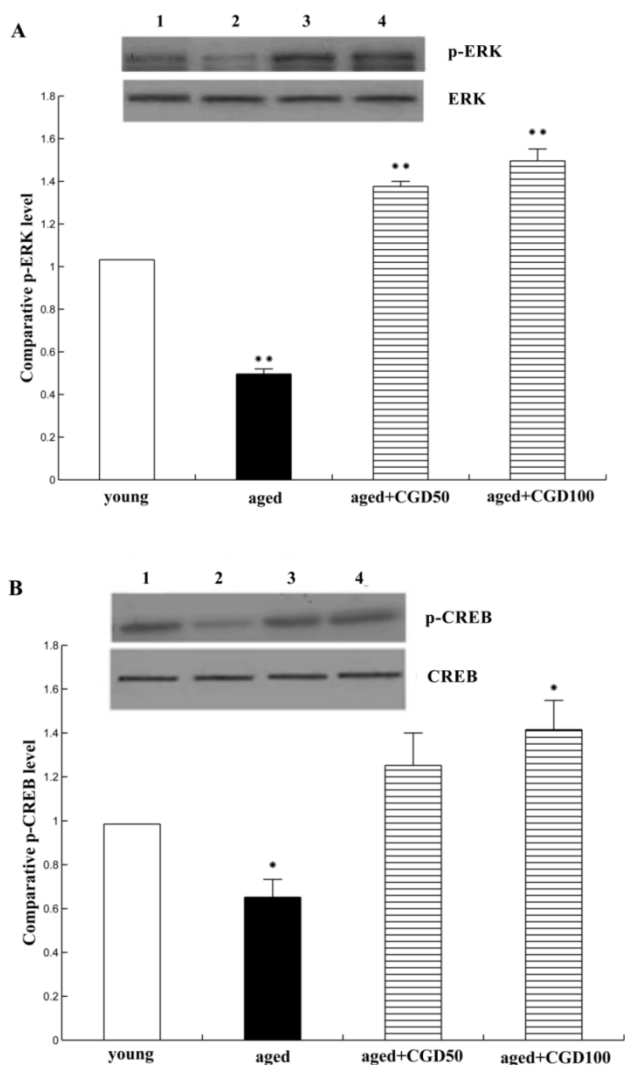 A
1 2 3 4
p-ERK
ERK
Comparative p-ERK level
1.8
1.6
1.4
1.2
1
0.8
0.6
0.4
0.2
0
** ** **
young aged aged+CGD50 aged+CGD100
B
1 2 3 4
p-CREB
CREB
Comparative p-CREB level
1.8
1.6
1.4
1.2
1
0.8
0.6
0.4
0.2
0
* *
young aged aged+CGD50 aged+CGD100